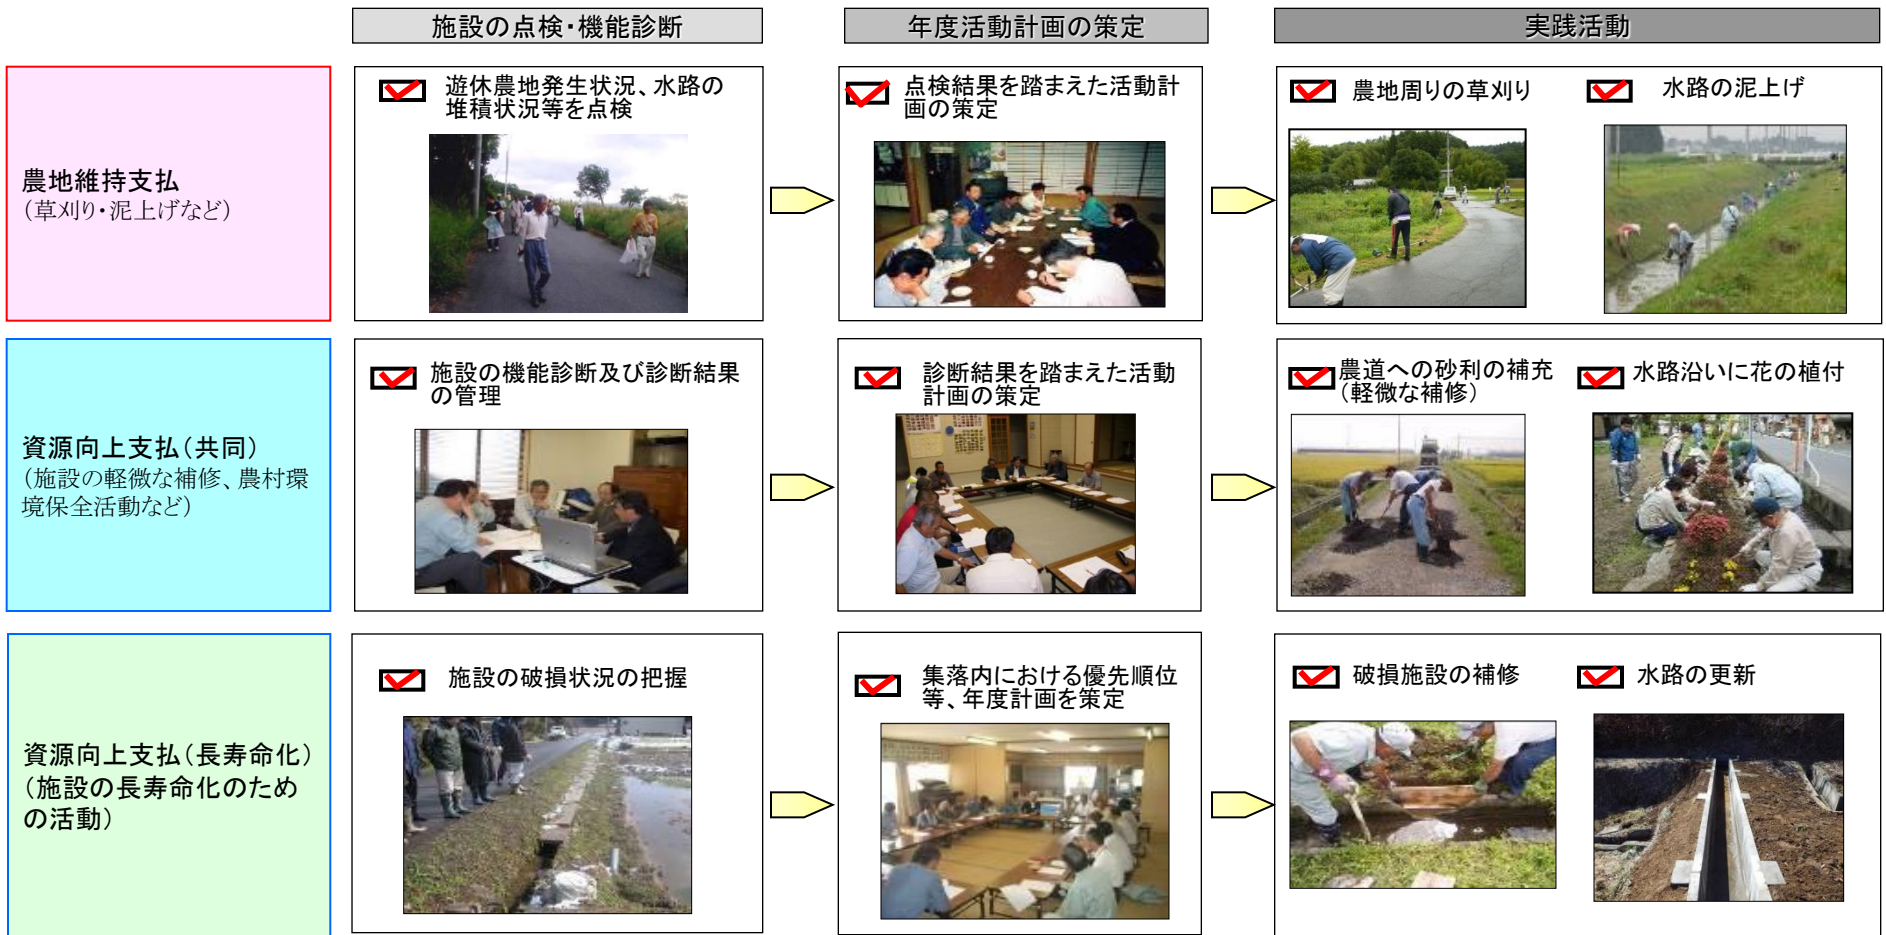 施設の点検・機能診断
年度活動計画の策定
実践活動
農地維持支払
（草刈り・泥上げなど）
遊休農地発生状況、水路の
堆積状況等を点検
点検結果を踏まえた活動計
画の策定
農地周りの草刈り
水路の泥上げ
資源向上支払（共同）
（施設の軽微な補修、農村環
境保全活動など）
施設の機能診断及び診断結果
の管理
診断結果を踏まえた活動
計画の策定
農道への砂利の補充
（軽微な補修）
水路沿いに花の植付
資源向上支払（長寿命化）
（施設の長寿命化のため
の活動）
施設の破損状況の把握
集落内における優先順位
等、年度計画を策定
破損施設の補修
水路の更新